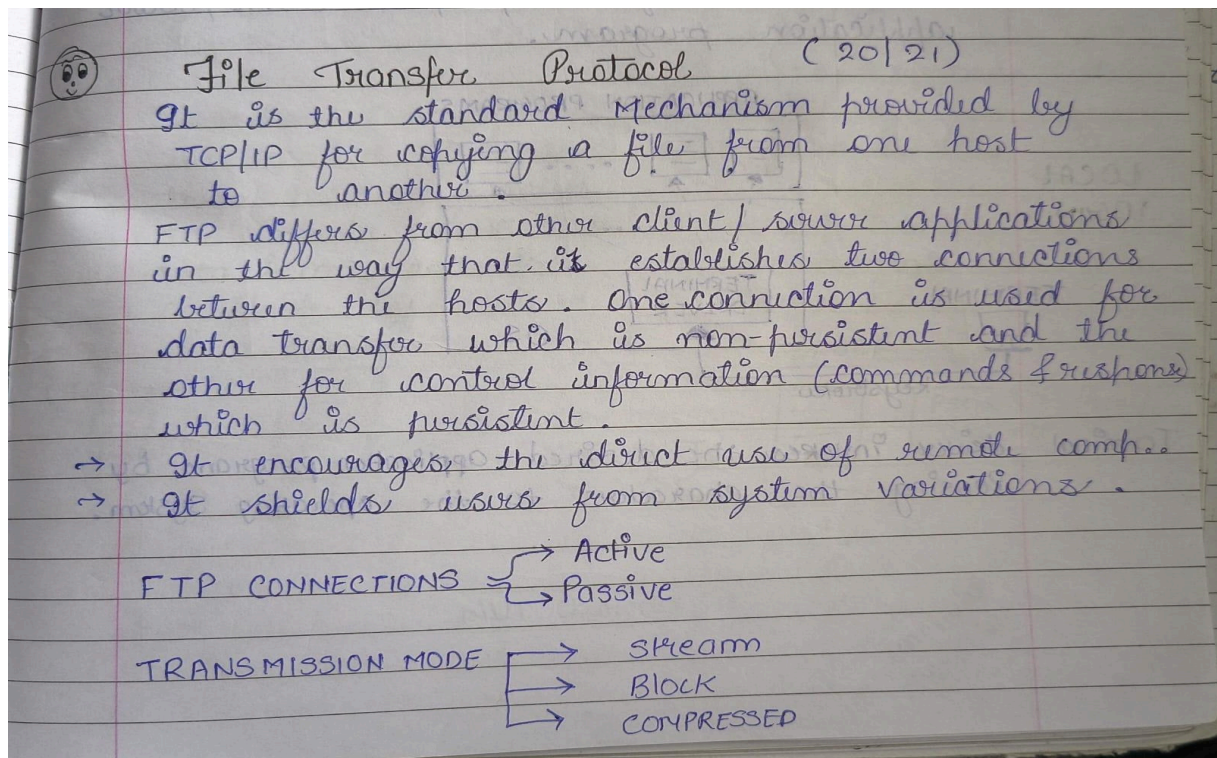 File Transfer Protocol (20/21)
It is the standard Mechanism provided by
TCP/IP for copying a file from one host
to another.
FTP differs from other client/server applications
in the way that it establishes two connections
between the hosts. One connection is used for
data transfer which is non-persistent and the
other for control information (commands & respons)
which is persistent.
→ It encourages the direct use of remote comp..
→ It shields users from system variations.
FTP CONNECTIONS → Active
→ Passive
TRANSMISSION MODE → Stream
→ BLOCK
→ COMPRESSED